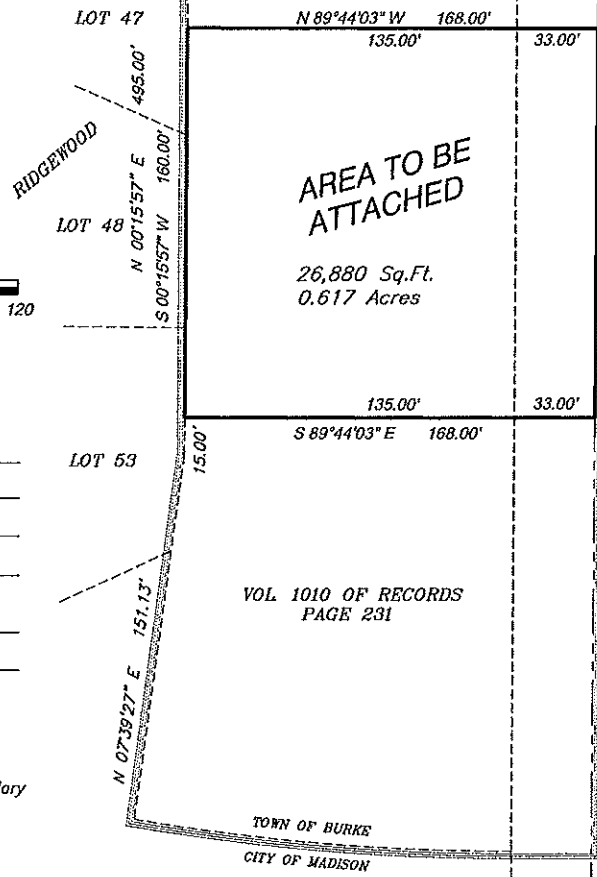 LOT 47
N 89°44'03" W 168.00'
135.00' 33.00'
495.00'
RIDGEWOOD
N 00°15'57" E
S 00°15'57" W 160.00'
AREA TO BE
ATTACHED
LOT 48
26,880 Sq.Ft.
0.617 Acres
120
135.00' 33.00'
S 89°44'03" E 168.00'
LOT 53
15.00'
VOL 1010 OF RECORDS
PAGE 231
N 07°39'27" E 151.13'
TOWN OF BURKE
CITY OF MADISON